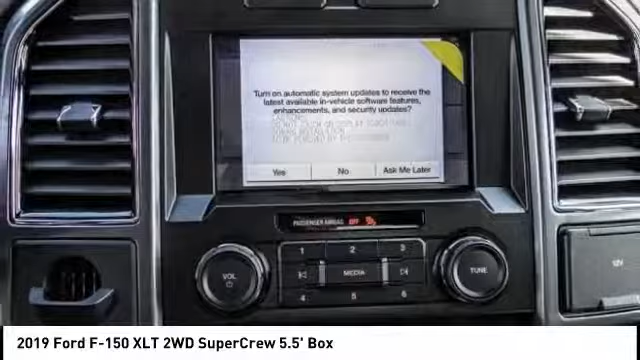 Turn on automatic system updates to receive the
latest available in-vehicle software features,
enhancements, and security updates?
Yes No Ask Me Later
PASSENGER AIRBAG OFF
1 2 3
VOL MEDIA TUNE
4 5 6
12V
2019 Ford F-150 XLT 2WD SuperCrew 5.5' Box